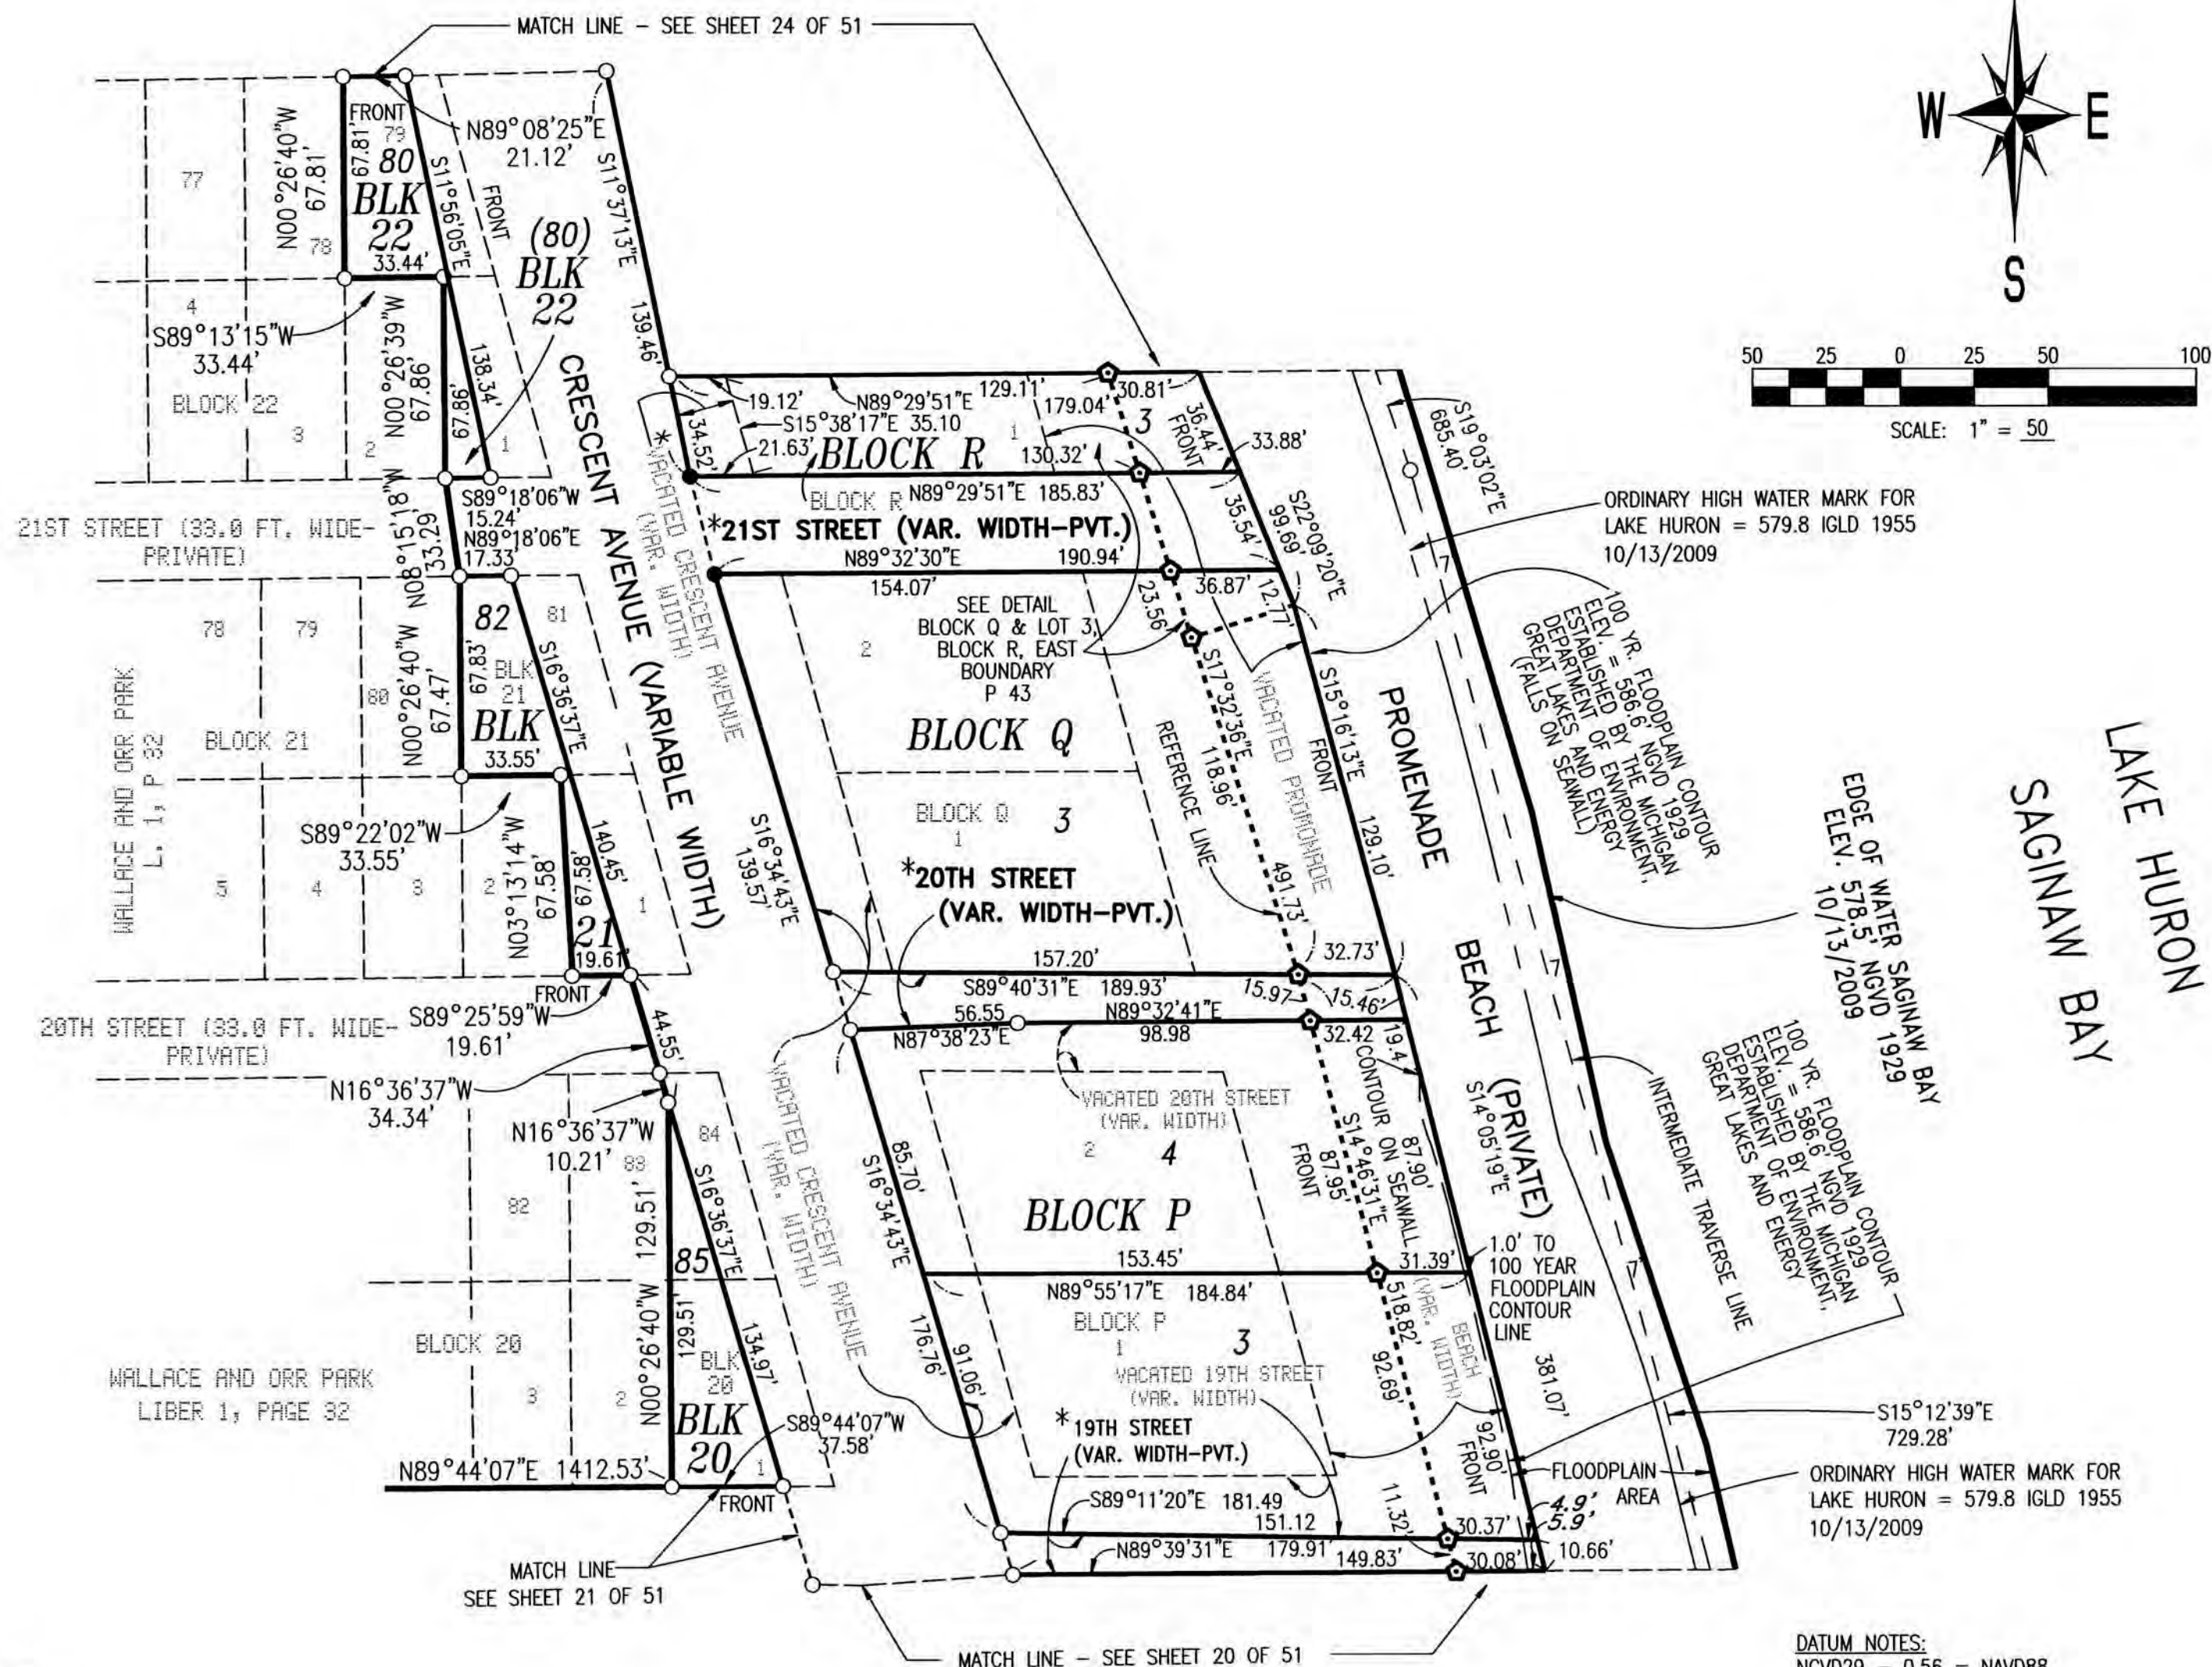 MATCH LINE – SEE SHEET 24 OF 51
W
E
S
50 25 0 25 50 100
SCALE: 1" = 50
FRONT
79
80
BLK
22
N00°26'40"W
67.81'
67.81'
77
78
N89°08'25"E
21.12'
S11°56'05"E
FRONT
(80)
BLK
22
S11°37'13"E
139.46'
33.44'
4
S89°13'15"W
33.44'
BLOCK 22
3
2
N00°26'39"W
67.86'
67.86'
138.34'
1
CRESCENT AVENUE (VARIABLE WIDTH)
S89°18'06"W
15.24'
N89°18'06"E
17.33'
21ST STREET (33.0 FT. WIDE-
PRIVATE)
N08°15'18"W
33.29
19.12'
N89°29'51"E
129.11'
179.04'
30.81'
S15°38'17"E 35.10
34.52'
21.63'
BLOCK R
1
3
130.32'
36.44'
FRONT
33.88'
BLOCK R
N89°29'51"E 185.83'
*21ST STREET (VAR. WIDTH-PVT.)
N89°32'30"E
190.94'
*VACATED CRESCENT AVENUE
(VAR. WIDTH)
35.54'
S22°09'20"E
99.69'
154.07'
36.87'
12.77'
23.56'
SEE DETAIL
BLOCK Q & LOT 3,
BLOCK R, EAST
BOUNDARY
P 43
2
BLOCK Q
BLOCK Q
1
3
S19°03'02"E
685.40'
ORDINARY HIGH WATER MARK FOR
LAKE HURON = 579.8 IGLD 1955
10/13/2009
100 YR. FLOODPLAIN CONTOUR
ELEV. = 586.6' NGVD 1929
ESTABLISHED BY THE MICHIGAN
DEPARTMENT OF ENVIRONMENT,
GREAT LAKES AND ENERGY
(FALLS ON SEAWALL)
82
81
78
79
80
67.83'
N00°26'40"W
67.47'
BLK
21
BLK
S16°36'37"E
33.55'
WALLACE AND ORR PARK
L. 1, P 32
BLOCK 21
S89°22'02"W
33.55'
5
4
3
2
1
N03°13'14"W
67.58'
67.58'
140.45'
21
19.61'
FRONT
S89°25'59"W
19.61'
S16°34'43"E
139.57'
S17°32'36"E
118.96'
REFERENCE LINE
491.73'
VACATED PROMONADE
FRONT
S15°16'13"E
129.10'
PROMENADE
BEACH
(PRIVATE)
LAKE HURON
SAGINAW BAY
EDGE OF WATER SAGINAW BAY
ELEV. 578.5' NGVD 1929
10/13/2009
*20TH STREET
(VAR. WIDTH-PVT.)
157.20'
32.73'
S89°40'31"E 189.93'
15.97
15.46'
56.55
N89°32'41"E
N87°38'23"E
98.98
32.42
19.4
20TH STREET (33.0 FT. WIDE-
PRIVATE)
44.55'
N16°36'37"W
34.34'
N16°36'37"W
10.21'
83
84
82
VACATED CRESCENT AVENUE
(VAR. WIDTH)
VACATED 20TH STREET
(VAR. WIDTH)
2
4
BLOCK P
85.70'
S16°34'43"E
S14°46'31"E
87.95'
FRONT
CONTOUR ON SEAWALL
87.90'
S14°05'19"E
INTERMEDIATE TRAVERSE LINE
100 YR. FLOODPLAIN CONTOUR
ELEV. = 586.6' NGVD 1929
ESTABLISHED BY THE MICHIGAN
DEPARTMENT OF ENVIRONMENT,
GREAT LAKES AND ENERGY
153.45'
31.39'
N89°55'17"E 184.84'
1.0' TO
100 YEAR
FLOODPLAIN
CONTOUR
LINE
N00°26'40"W 129.51'
129.51'
85
S16°36'37"E
134.97'
BLOCK 20
3
2
BLK
20
BLK
20
1
WALLACE AND ORR PARK
LIBER 1, PAGE 32
S89°44'07"W
37.58'
N89°44'07"E 1412.53'
FRONT
176.76'
91.06'
BLOCK P
1
3
VACATED 19TH STREET
(VAR. WIDTH)
*19TH STREET
(VAR. WIDTH-PVT.)
518.82'
92.69'
BEACH
(VAR. WIDTH)
381.07'
92.90'
FRONT
FLOODPLAIN
AREA
S15°12'39"E
729.28'
ORDINARY HIGH WATER MARK FOR
LAKE HURON = 579.8 IGLD 1955
10/13/2009
S89°11'20"E 181.49
151.12
11.32'
30.37'
4.9'
5.9'
N89°39'31"E
179.91'
149.83'
30.08'
10.66'
MATCH LINE
SEE SHEET 21 OF 51
MATCH LINE – SEE SHEET 20 OF 51
DATUM NOTES:
NGVD29 – 0.56 = NAVD88